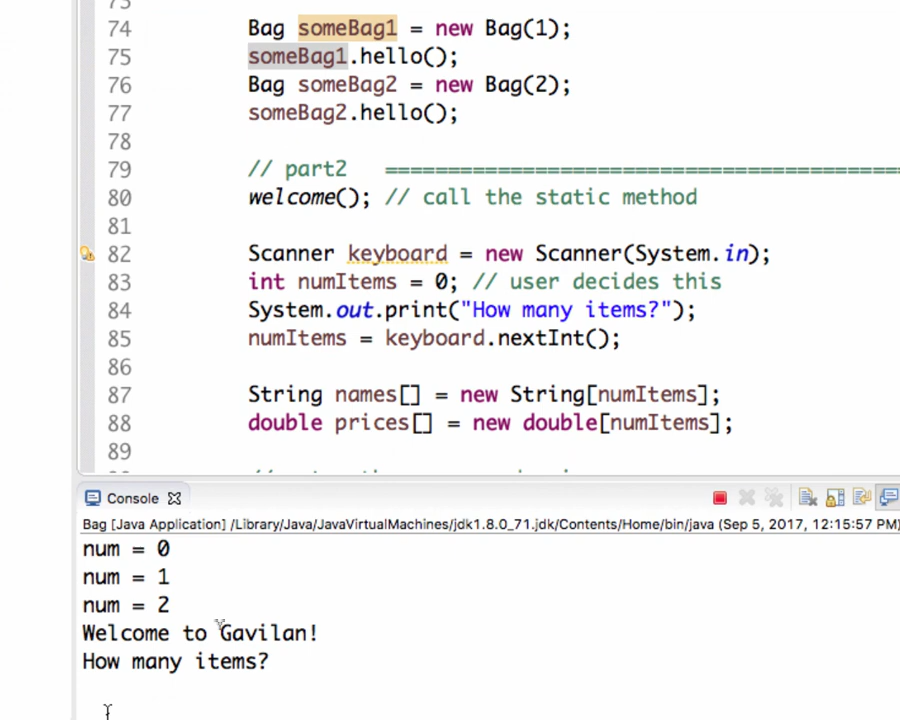 73
74 Bag someBag1 = new Bag(1);
75 someBag1.hello();
76 Bag someBag2 = new Bag(2);
77 someBag2.hello();
78
79 // part2 =========================================
80 welcome(); // call the static method
81
82 Scanner keyboard = new Scanner(System.in);
83 int numItems = 0; // user decides this
84 System.out.print("How many items?");
85 numItems = keyboard.nextInt();
86
87 String names[] = new String[numItems];
88 double prices[] = new double[numItems];
89
Console
Bag [Java Application] /Library/Java/JavaVirtualMachines/jdk1.8.0_71.jdk/Contents/Home/bin/java (Sep 5, 2017, 12:15:57 PM)
num = 0
num = 1
num = 2
Welcome to Gavilan!
How many items?